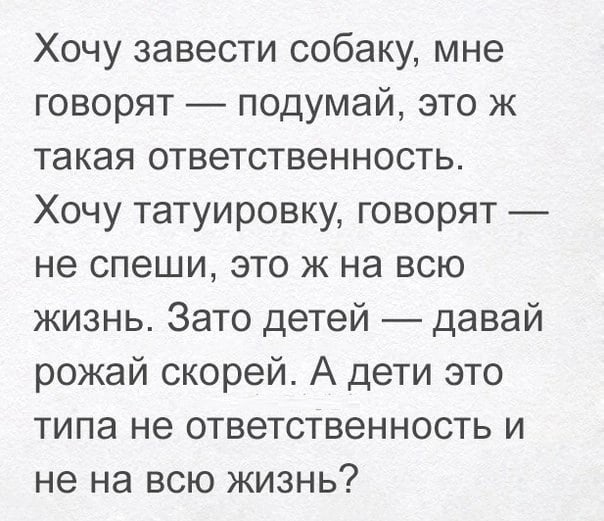 Хочу завести собаку, мне
говорят — подумай, это ж
такая ответственность.
Хочу татуировку, говорят —
не спеши, это ж на всю
жизнь. Зато детей — давай
рожай скорей. А дети это
типа не ответственность и
не на всю жизнь?